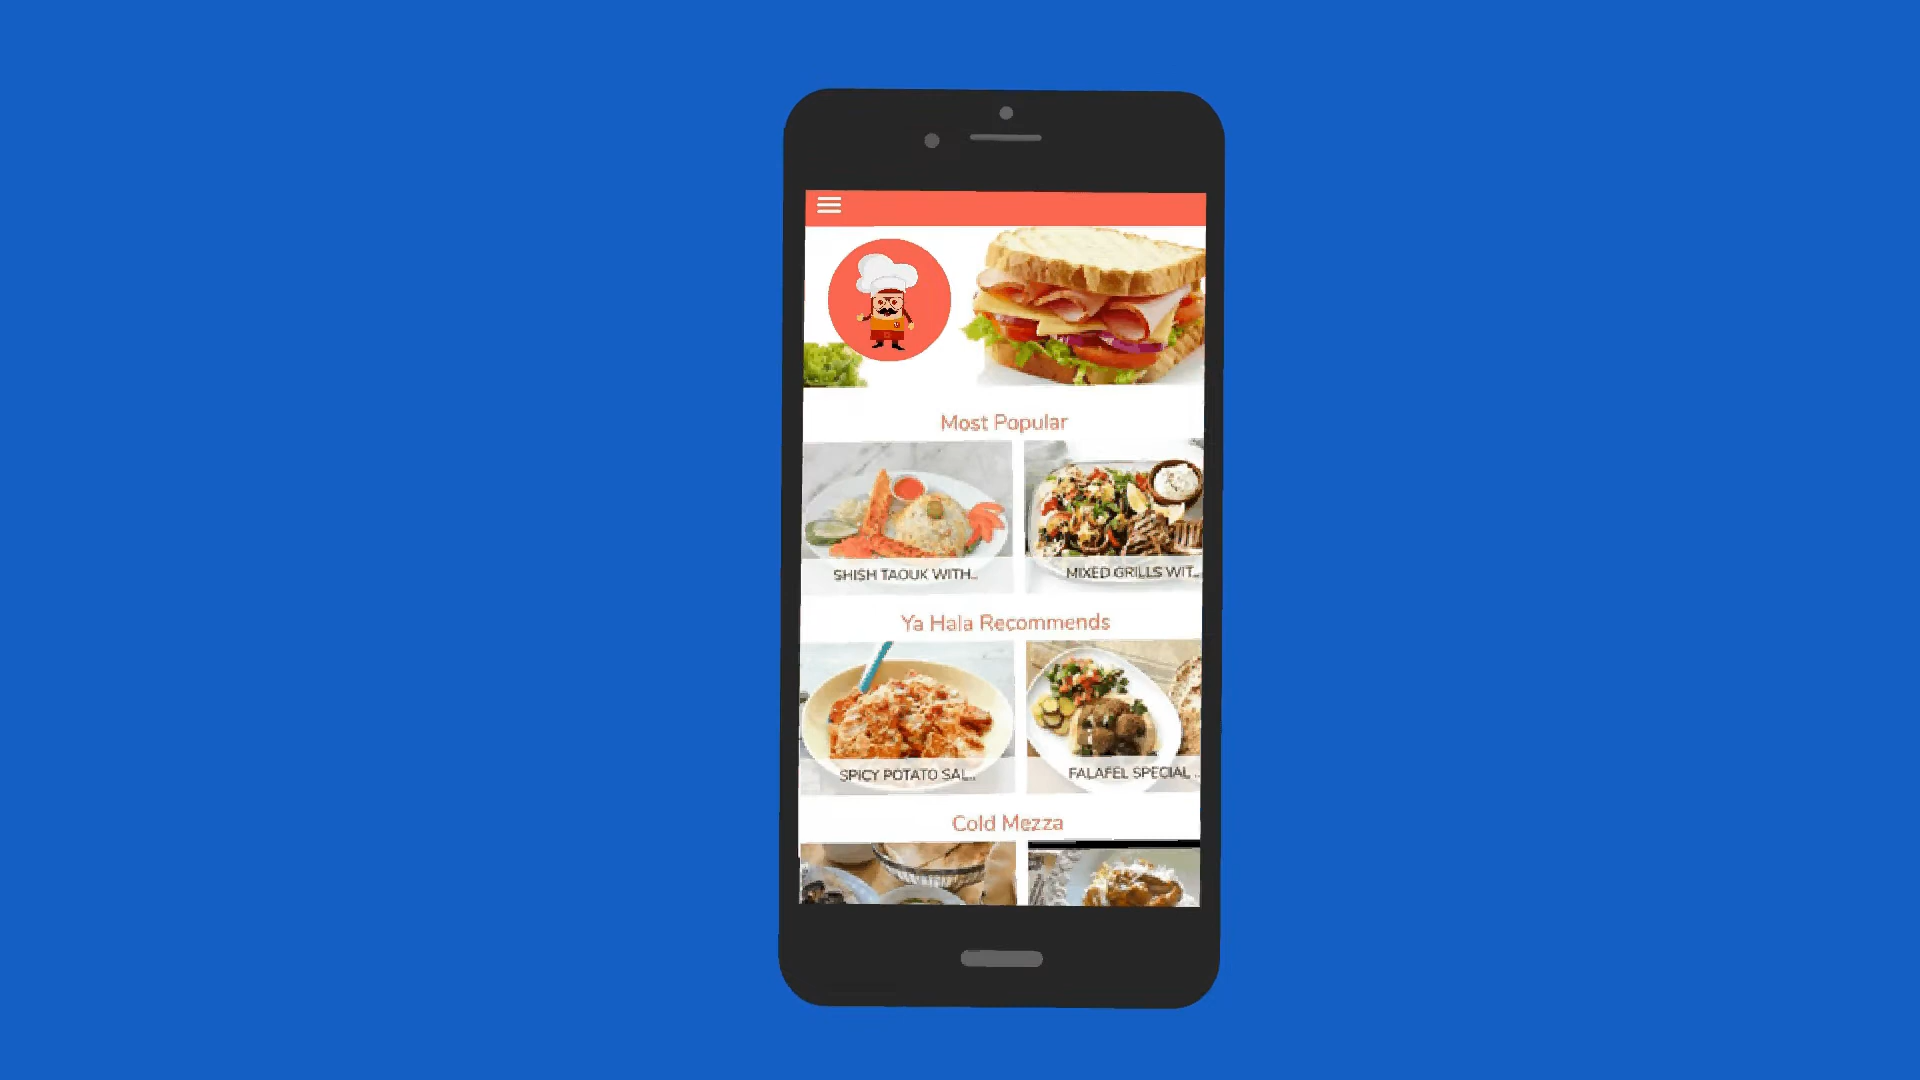 Most Popular
SHISH TAOUK WITH...
MIXED GRILLS WIT...
Ya Hala Recommends
SPICY POTATO SAL...
FALAFEL SPECIAL ...
Cold Mezza